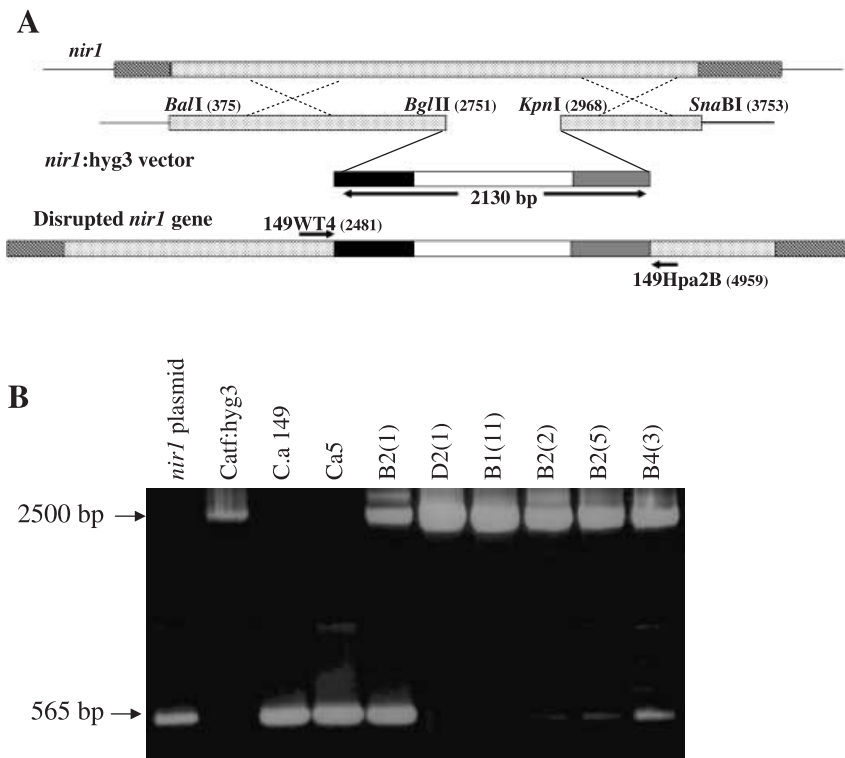 A
nir1
BalI (375) BglII (2751) KpnI (2968) SnaBI (3753)
nir1:hyg3 vector
2130 bp
Disrupted nir1 gene
149WT4 (2481)
149Hpa2B (4959)
B
nir1 plasmid
Catf:hyg3
C.a 149
Ca5
B2(1)
D2(1)
B1(11)
B2(2)
B2(5)
B4(3)
2500 bp
565 bp